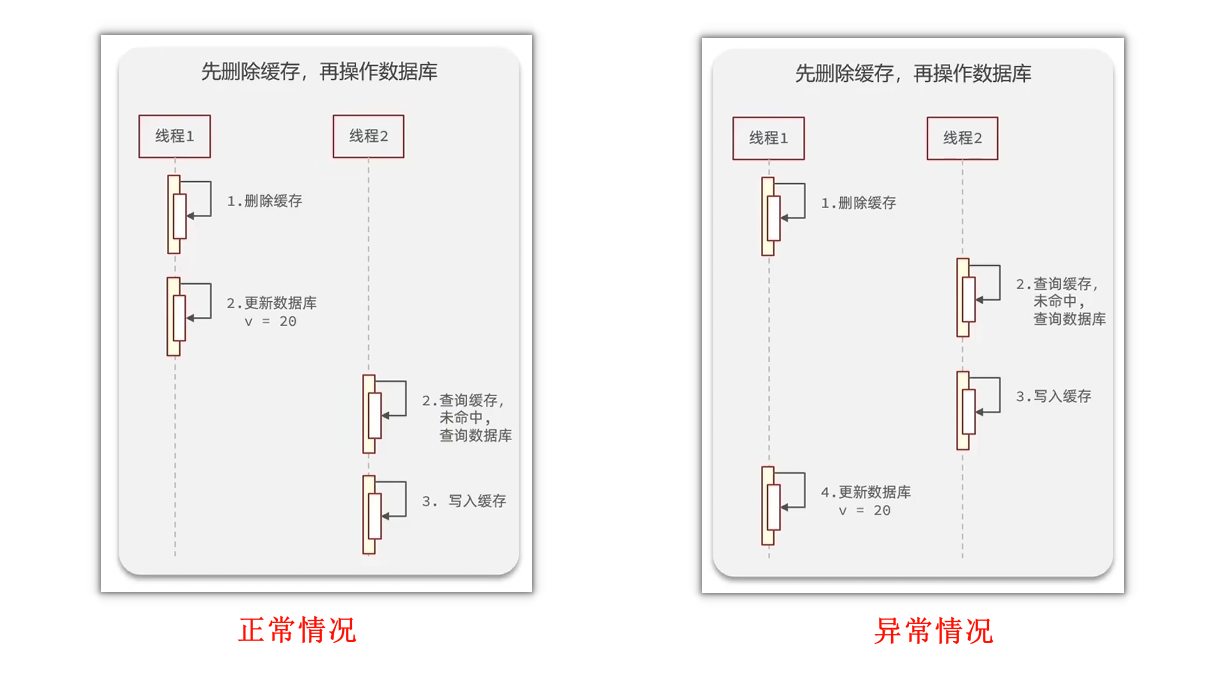 先删除缓存，再操作数据库
线程1
线程2
1.删除缓存
2.更新数据库
v = 20
2.查询缓存，
未命中，
查询数据库
3. 写入缓存
正常情况
先删除缓存，再操作数据库
线程1
线程2
1.删除缓存
2.查询缓存，
未命中，
查询数据库
3.写入缓存
4.更新数据库
v = 20
异常情况